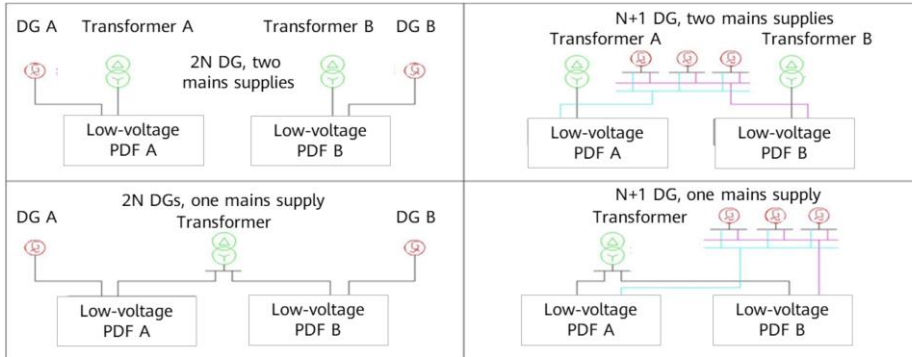 DG A
Transformer A
Transformer B
DG B
2N DG, two
mains supplies
Low-voltage
PDF A
Low-voltage
PDF B
N+1 DG, two mains supplies
Transformer A
Transformer B
Low-voltage
PDF A
Low-voltage
PDF B
2N DGs, one mains supply
DG A
Transformer
DG B
Low-voltage
PDF A
Low-voltage
PDF B
N+1 DG, one mains supply
Transformer
Low-voltage
PDF A
Low-voltage
PDF B